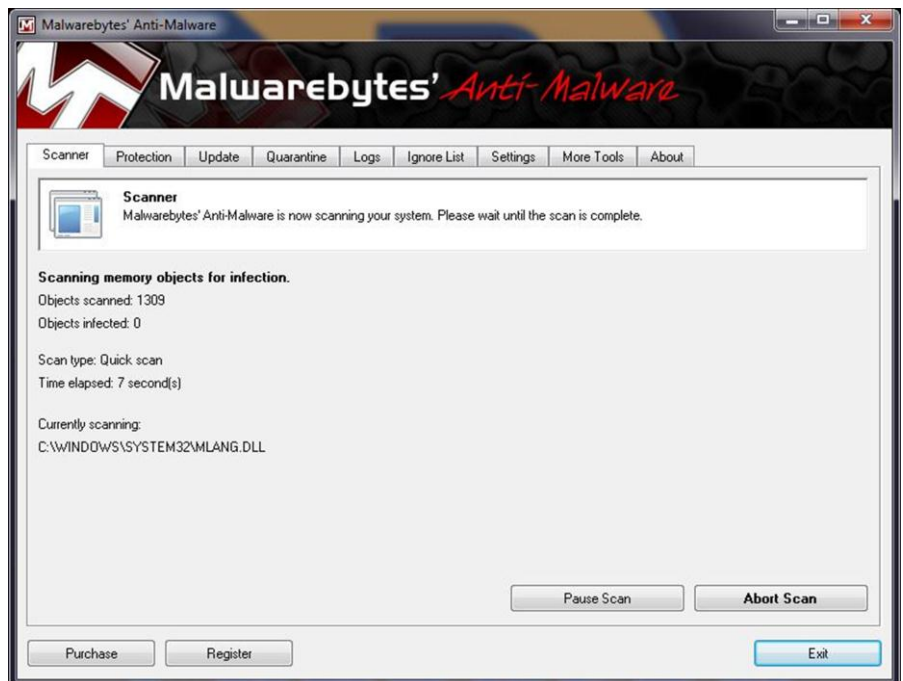 Malwarebytes' Anti-Malware
Malwarebytes' Anti-Malware
Scanner Protection Update Quarantine Logs Ignore List Settings More Tools About
Scanner
Malwarebytes' Anti-Malware is now scanning your system. Please wait until the scan is complete.
Scanning memory objects for infection.
Objects scanned: 1309
Objects infected: 0
Scan type: Quick scan
Time elapsed: 7 second(s)
Currently scanning:
C:\WINDOWS\SYSTEM32\MLANG.DLL
Pause Scan Abort Scan
Purchase Register Exit